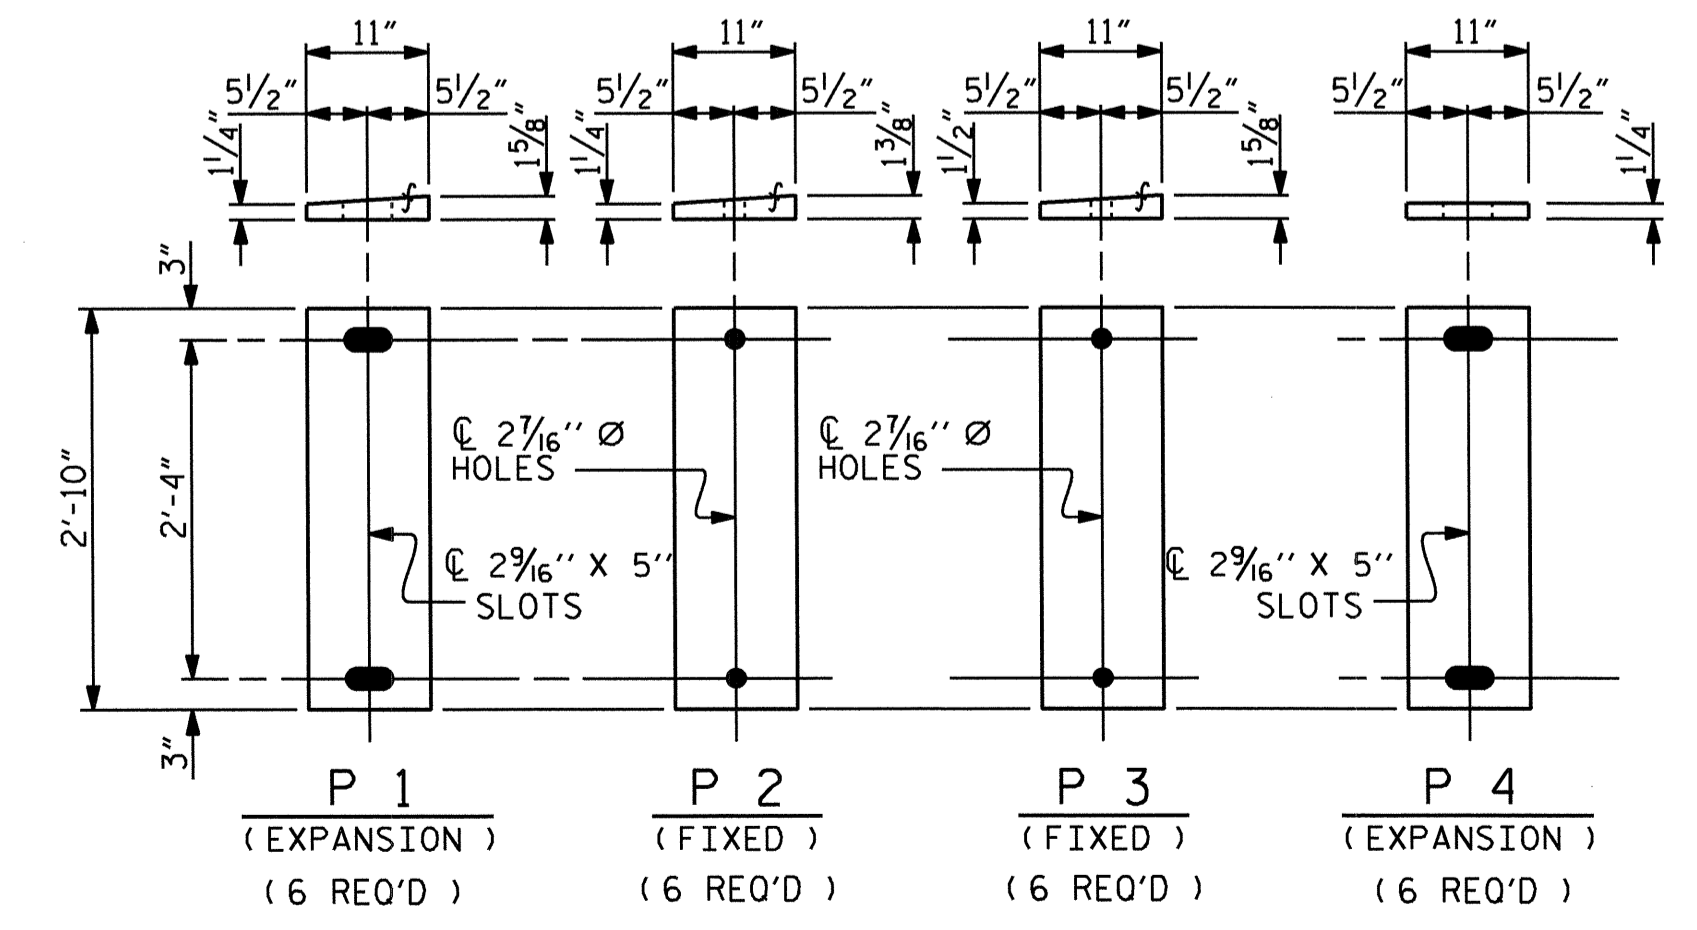 11" 11" 11" 11"
5 1/2" 5 1/2" 5 1/2" 5 1/2" 5 1/2" 5 1/2" 5 1/2" 5 1/2"
1 1/4" 1 5/8" 1 1/4" 1 3/8" 1 1/2" 1 5/8" 1 1/4"
3"
2'-10"
2'-4"
3"
℄ 2 7/16" Ø
HOLES
℄ 2 7/16" Ø
HOLES
℄ 2 9/16" X 5"
SLOTS
℄ 2 9/16" X 5"
SLOTS
P 1
(EXPANSION)
(6 REQ'D)
P 2
(FIXED)
(6 REQ'D)
P 3
(FIXED)
(6 REQ'D)
P 4
(EXPANSION)
(6 REQ'D)